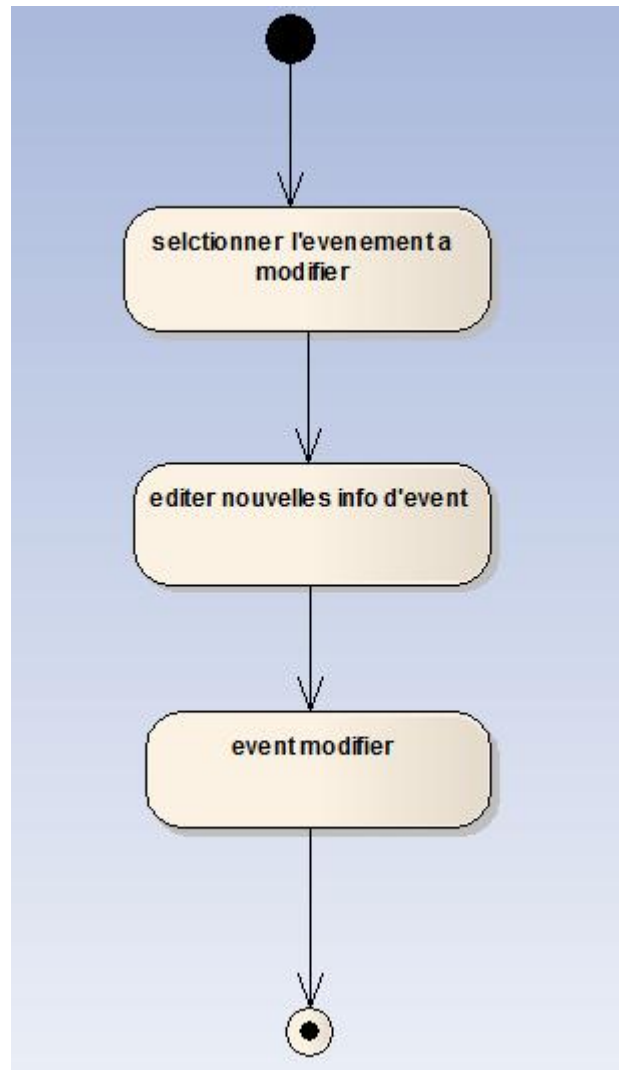 selctionner l'evenement a
modifier
editer nouvelles info d'event
event modifier